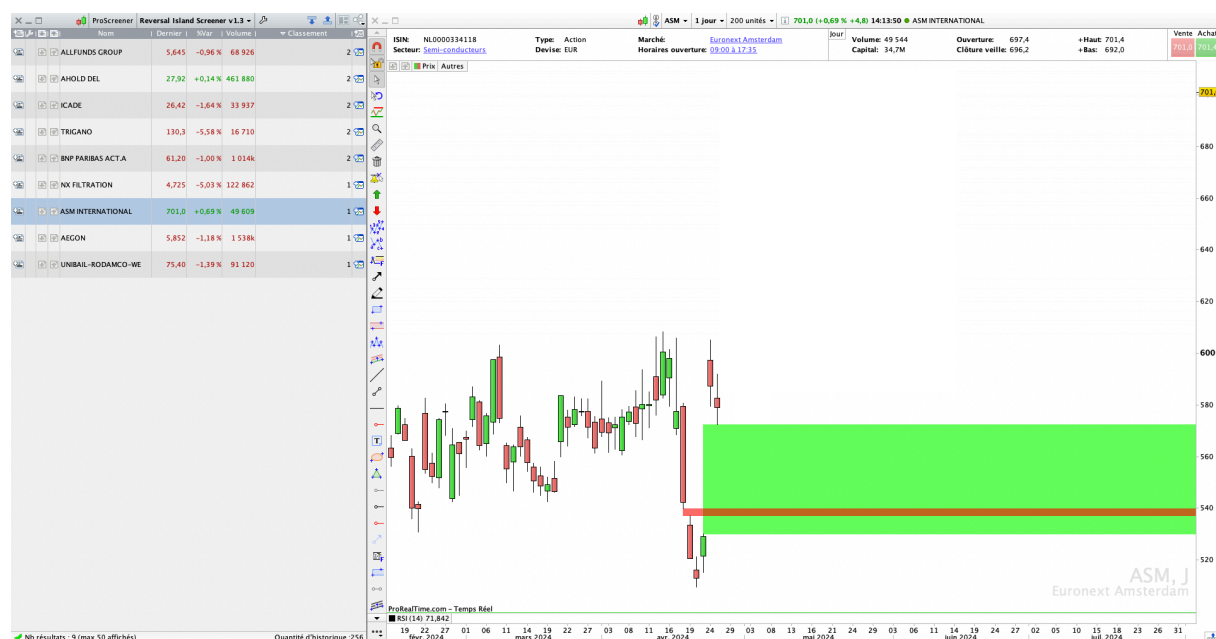 ProScreener Reversal Island Screener v1.3
Nom Dernier %Var Volume Classement
ALLFUNDS GROUP 5,645 −0,96 % 68 926 2
AHOLD DEL 27,92 +0,14 % 461 880 2
ICADE 26,42 −1,64 % 33 937 2
TRIGANO 130,3 −5,58 % 16 710 2
BNP PARIBAS ACT.A 61,20 −1,00 % 1 014k 2
NX FILTRATION 4,725 −5,03 % 122 862 1
ASM INTERNATIONAL 701,0 +0,69 % 49 609 1
AEGON 5,852 −1,18 % 1 538k 1
UNIBAIL-RODAMCO-WE 75,40 −1,39 % 91 120 1
Nb résultats : 9 (max 50 affichés) Quantité d'historique :256
ASM 1 jour 200 unités 701,0 (+0,69 % +4,8) 14:13:50 ASM INTERNATIONAL
ISIN: NL0000334118 Type: Action Marché: Euronext Amsterdam Jour Volume: 49 544 Ouverture: 697,4 +Haut: 701,4
Secteur: Semi-conducteurs Devise: EUR Horaires ouverture: 09:00 à 17:35 Capital: 34,7M Clôture veille: 696,2 +Bas: 692,0
Vente Achat
701,0 701,4
Prix Autres
701,
680
660
640
620
600
580
560
540
520
ASM, J
Euronext Amsterdam
ProRealTime.com – Temps Réel
RSI (14) 71,842
19 22 27 01 06 11 14 19 22 27 03 08 11 16 19 24 29 03 08 13 16 21 24 29 03 06 11 14 19 24 27 02 05 10 15 18 23 26 31
févr. 2024 mars 2024 avr. 2024 mai 2024 juin 2024 juil. 2024